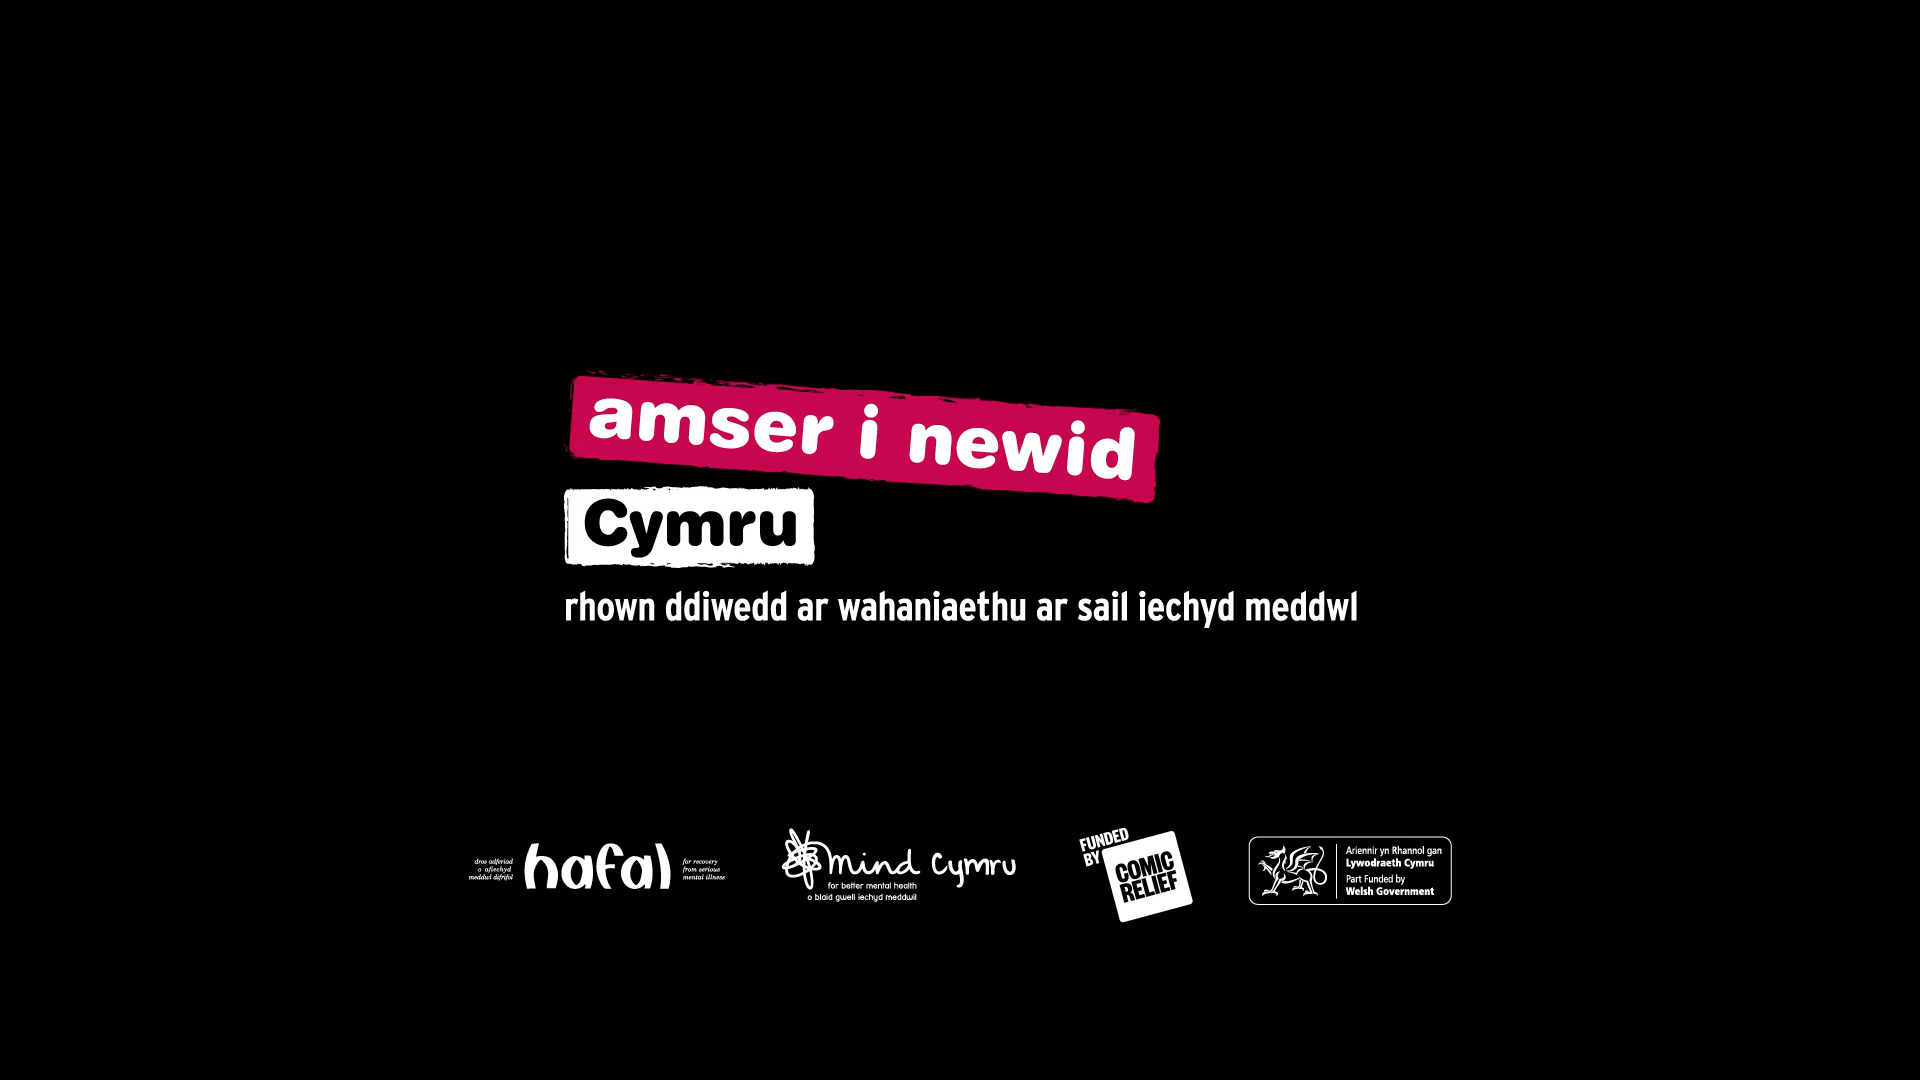 amser i newid
Cymru
rhown ddiwedd ar wahaniaethu ar sail iechyd meddwl
dros adferiad
o afiechyd
meddwl difrifol
hafal
for recovery
from serious
mental illness
mind Cymru
for better mental health
o blaid gwell iechyd meddwl
FUNDED
BY
COMIC
RELIEF
Ariennir yn Rhannol gan
Lywodraeth Cymru
Part Funded by
Welsh Government